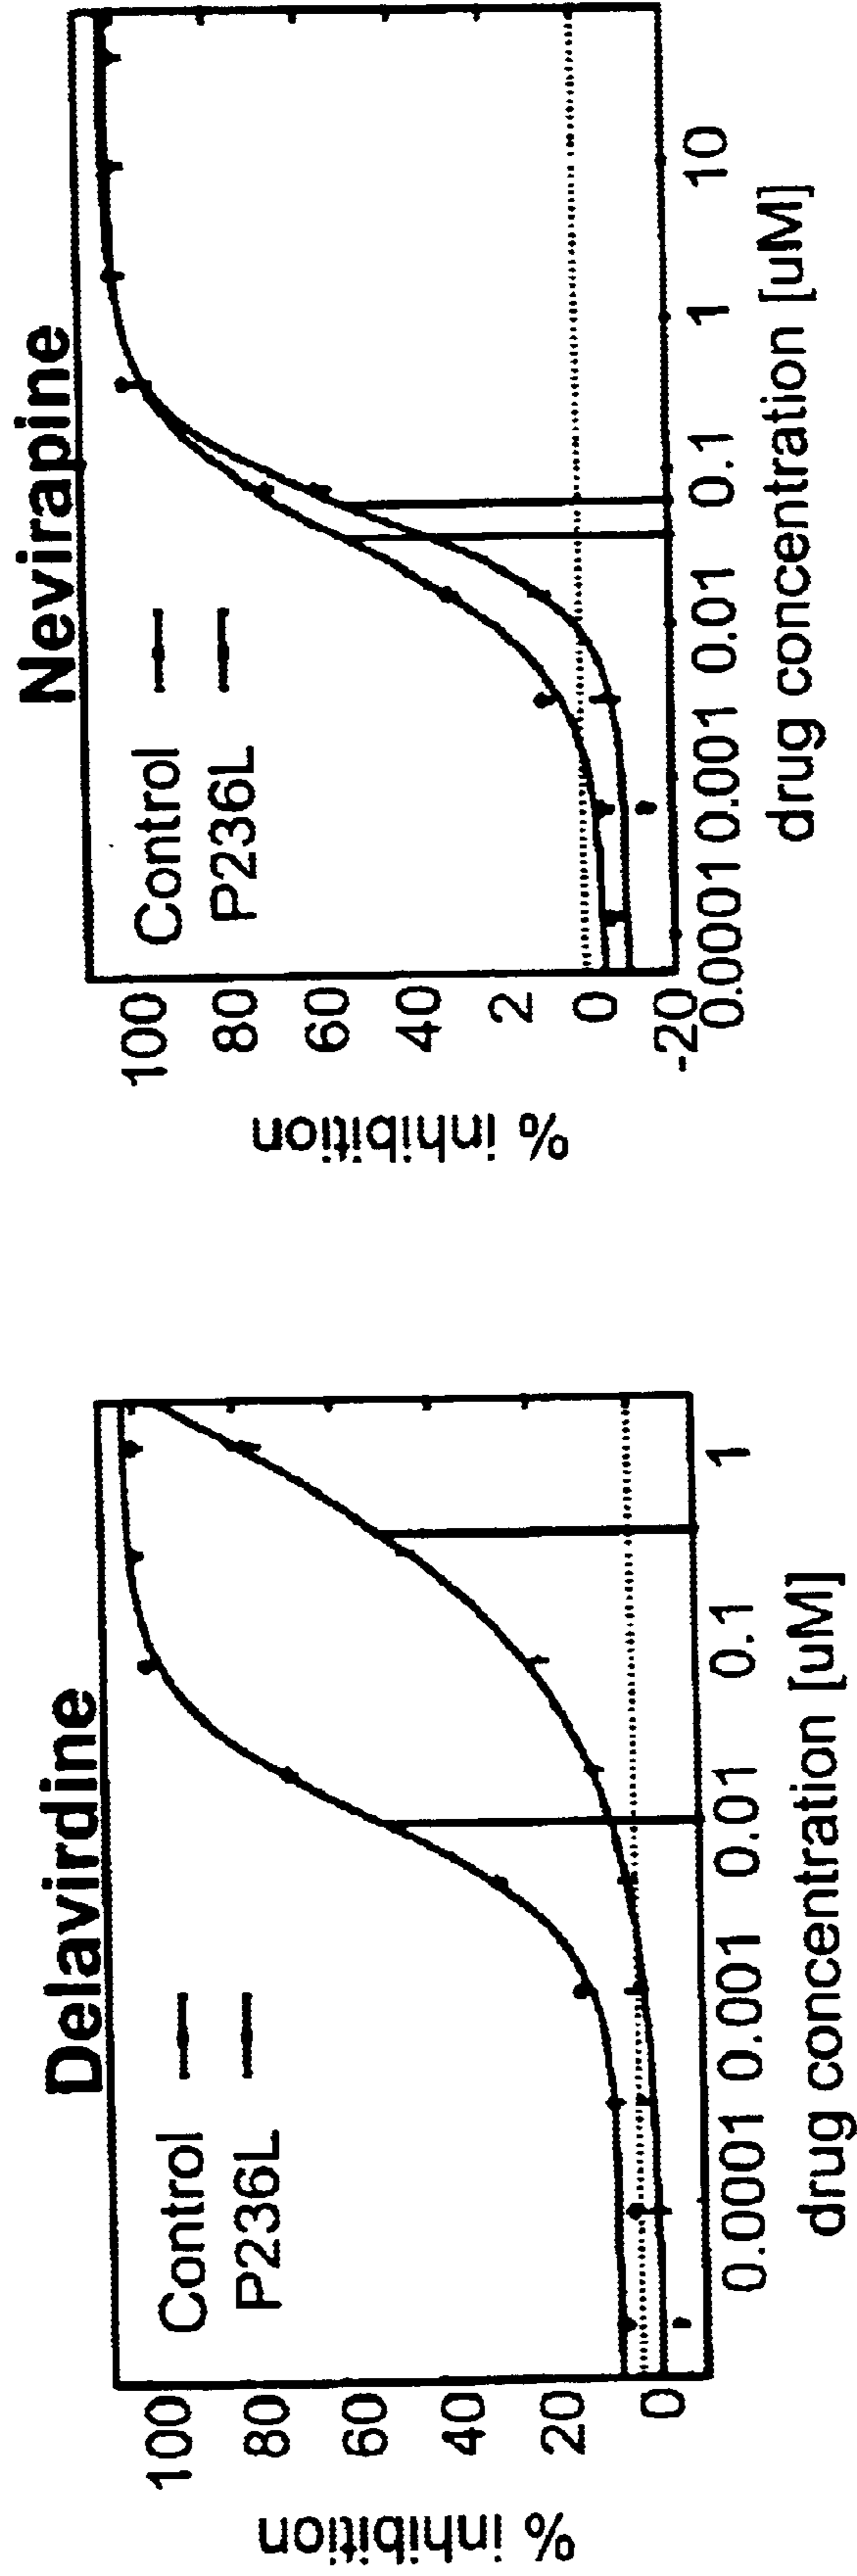 Delavirdine
Control
P236L
100
80
60
40
20
0
% inhibition
0.0001 0.001 0.01 0.1 1
drug concentration [uM]
Nevirapine
Control
P236L
100
80
60
40
2
0
-20
% inhibition
0.0001 0.001 0.01 0.1 1 10
drug concentration [uM]